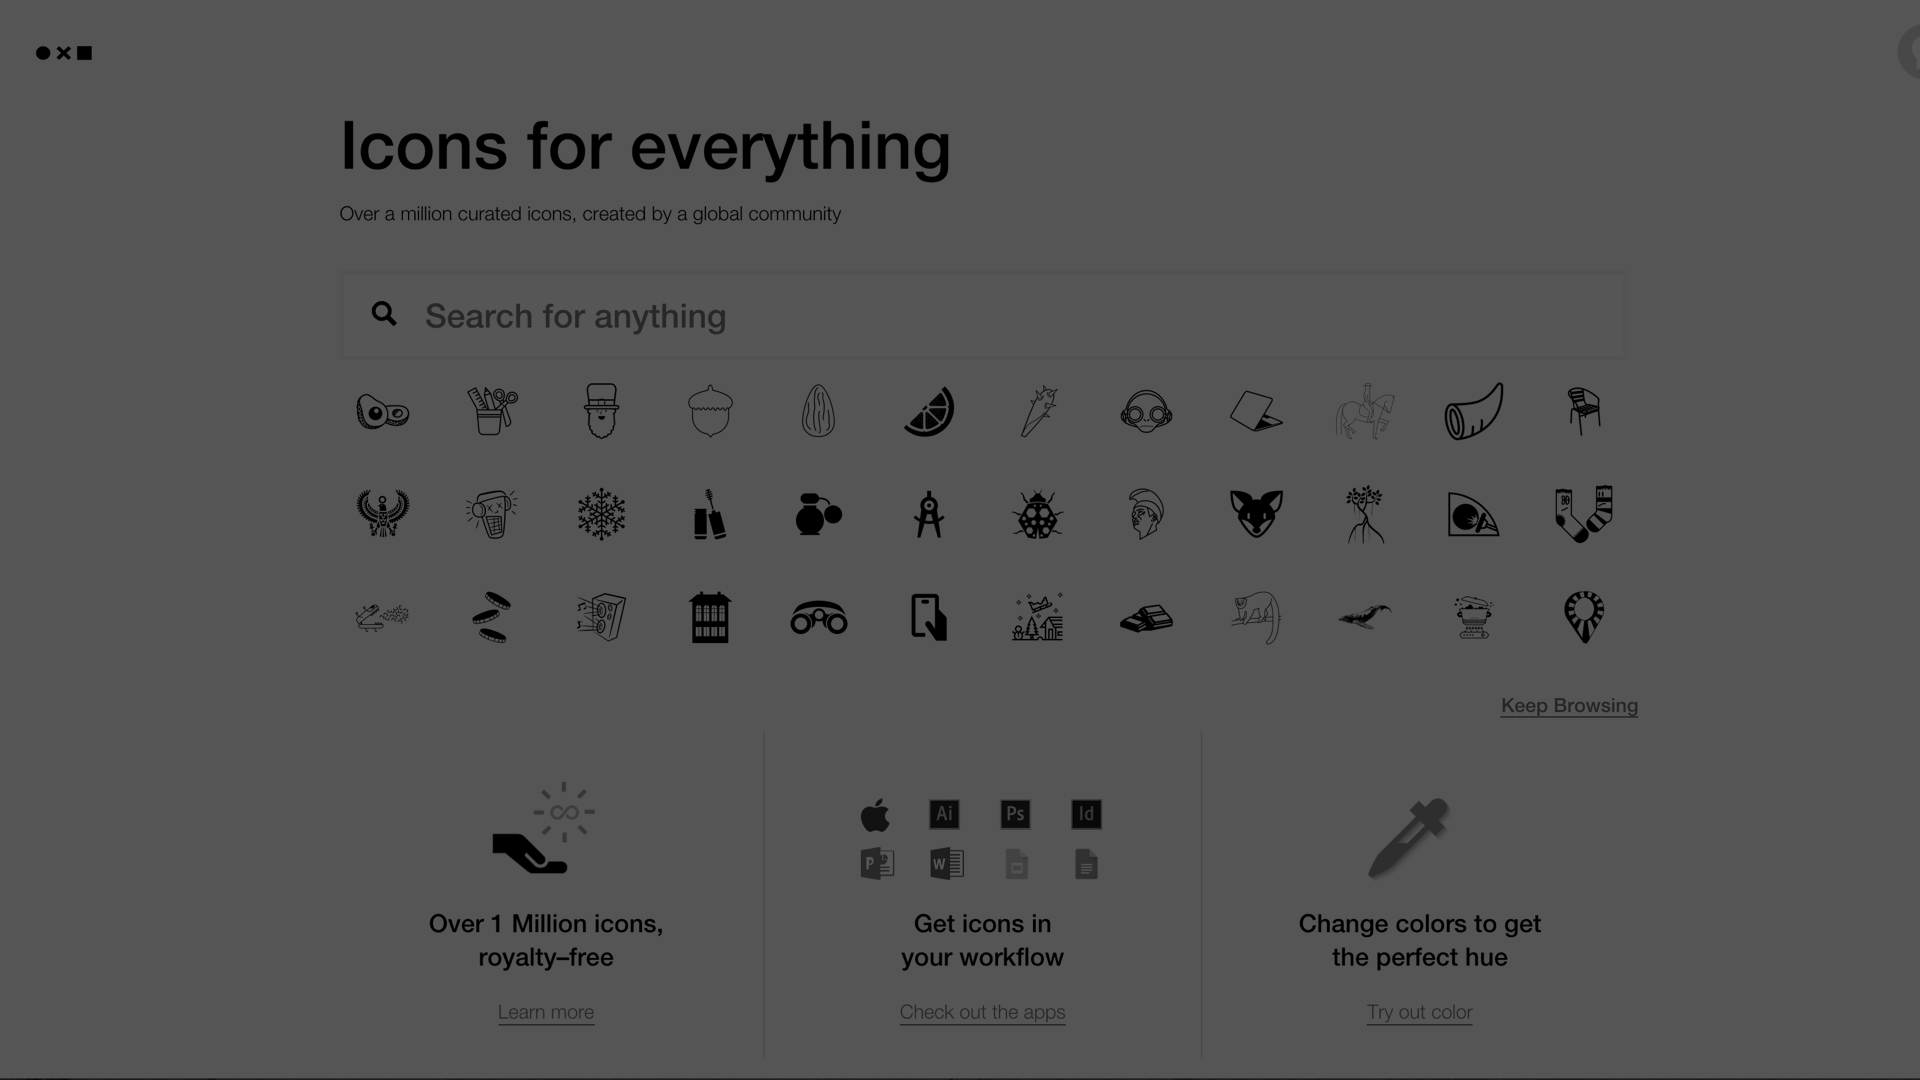 Icons for everything
Over a million curated icons, created by a global community
Search for anything
Keep Browsing
Ai
Ps
Id
P
W
Over 1 Million icons,
royalty–free
Learn more
Get icons in
your workflow
Check out the apps
Change colors to get
the perfect hue
Try out color